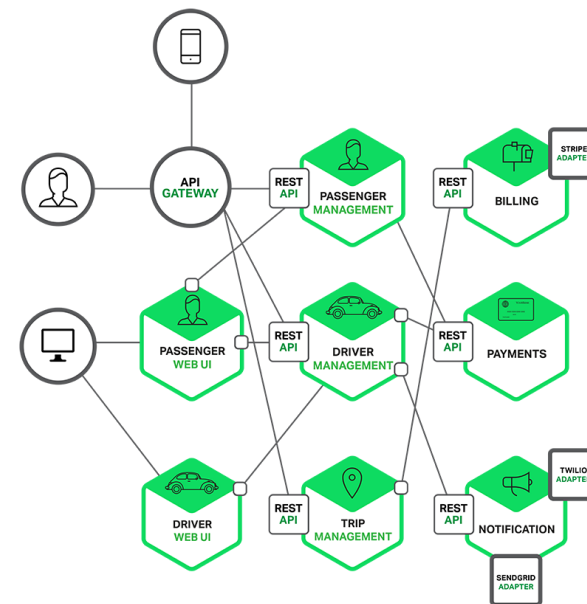 API
GATEWAY
REST
API
PASSENGER
MANAGEMENT
REST
API
BILLING
STRIPE
ADAPTER
PASSENGER
WEB UI
REST
API
DRIVER
MANAGEMENT
REST
API
PAYMENTS
DRIVER
WEB UI
REST
API
TRIP
MANAGEMENT
REST
API
NOTIFICATION
TWILIO
ADAPTER
SENDGRID
ADAPTER